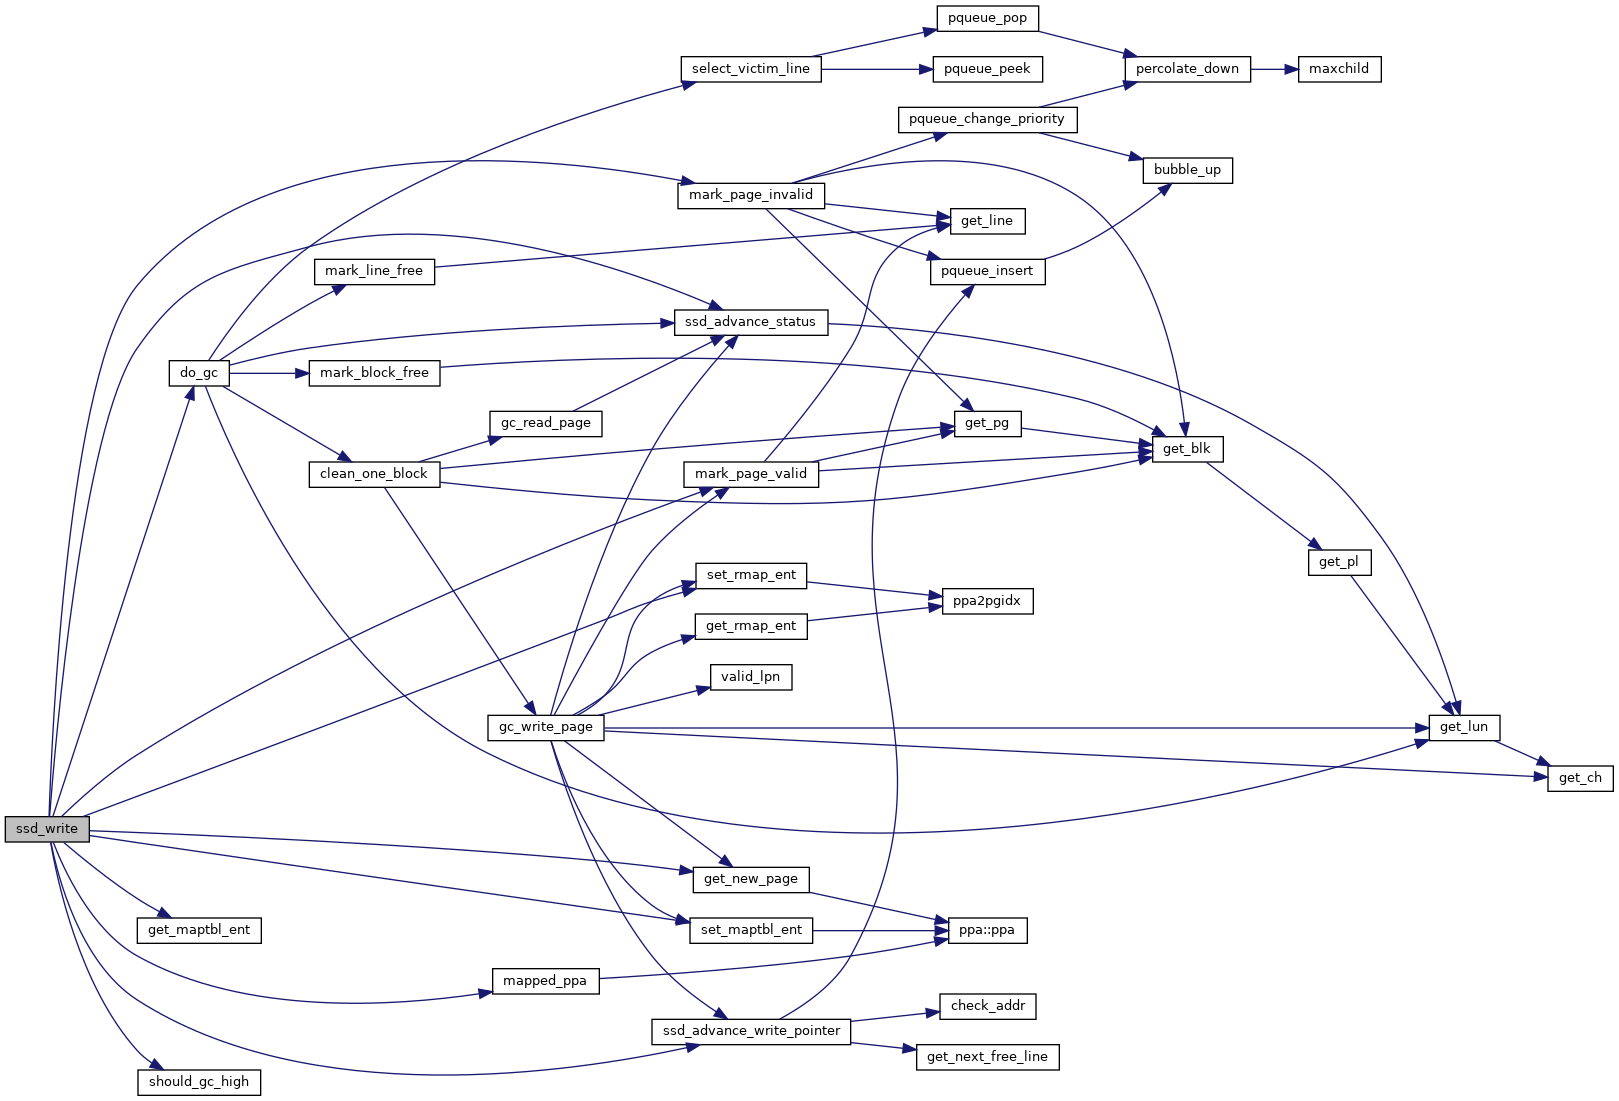 pqueue_pop
select_victim_line
pqueue_peek
percolate_down
maxchild
pqueue_change_priority
bubble_up
mark_page_invalid
get_line
mark_line_free
pqueue_insert
ssd_advance_status
do_gc
mark_block_free
gc_read_page
get_pg
get_blk
clean_one_block
mark_page_valid
get_pl
set_rmap_ent
ppa2pgidx
get_rmap_ent
valid_lpn
gc_write_page
get_lun
get_ch
ssd_write
get_new_page
get_maptbl_ent
set_maptbl_ent
ppa::ppa
mapped_ppa
check_addr
ssd_advance_write_pointer
get_next_free_line
should_gc_high